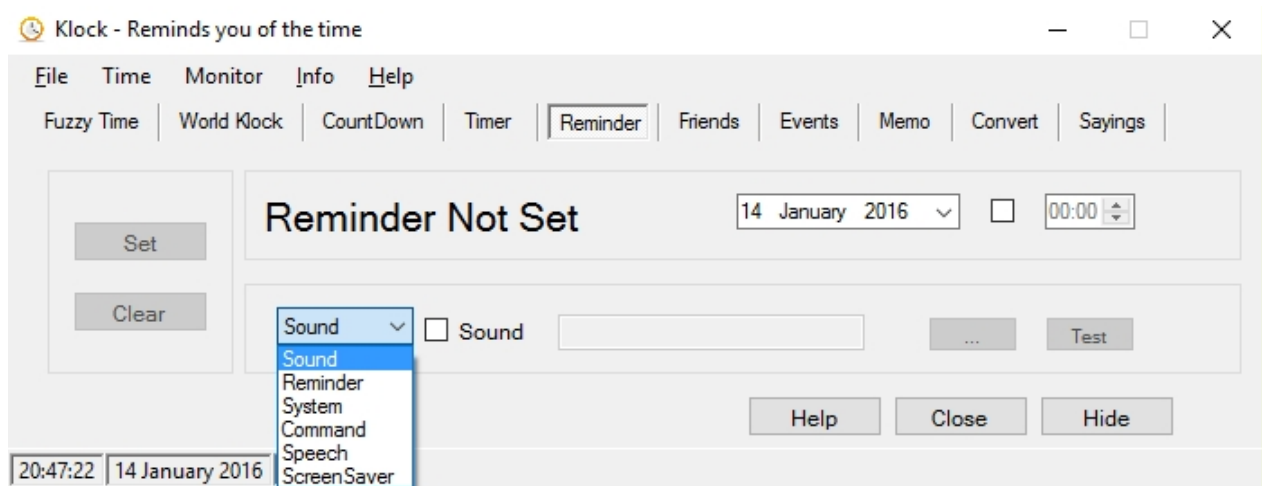 Klock - Reminds you of the time
File Time Monitor Info Help
Fuzzy Time World Klock CountDown Timer Reminder Friends Events Memo Convert Sayings
Reminder Not Set 14 January 2016 00:00
Set
Clear
Sound Sound ... Test
Sound
Reminder
System
Command
Speech
ScreenSaver
Help Close Hide
20:47:22 14 January 2016